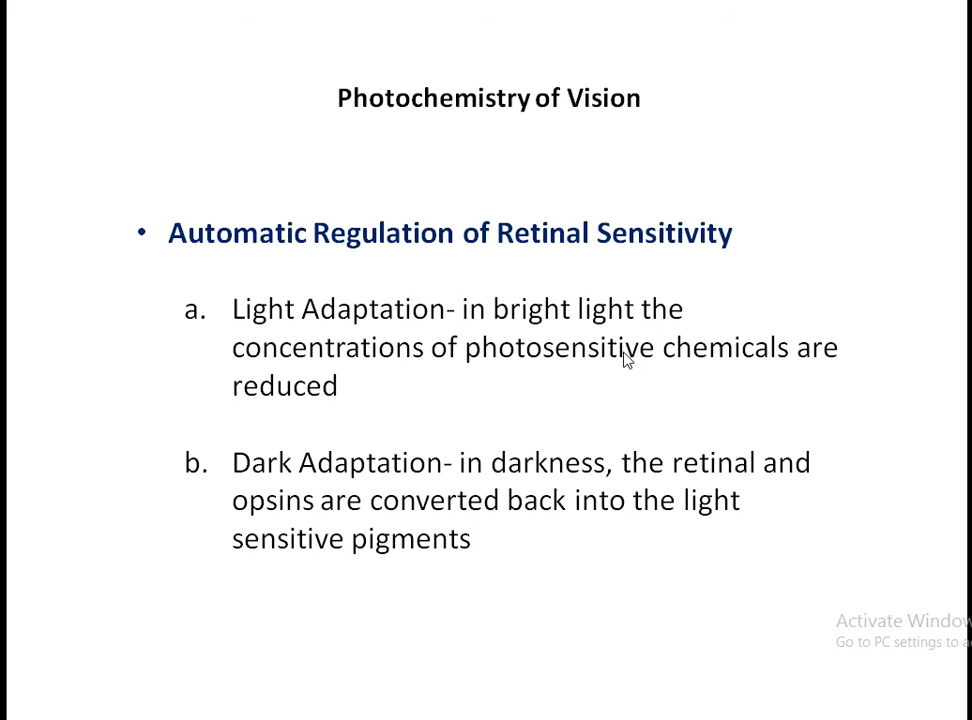 Photochemistry of Vision
• Automatic Regulation of Retinal Sensitivity
a. Light Adaptation- in bright light the
concentrations of photosensitive chemicals are
reduced
b. Dark Adaptation- in darkness, the retinal and
opsins are converted back into the light
sensitive pigments
Activate Window
Go to PC settings to a